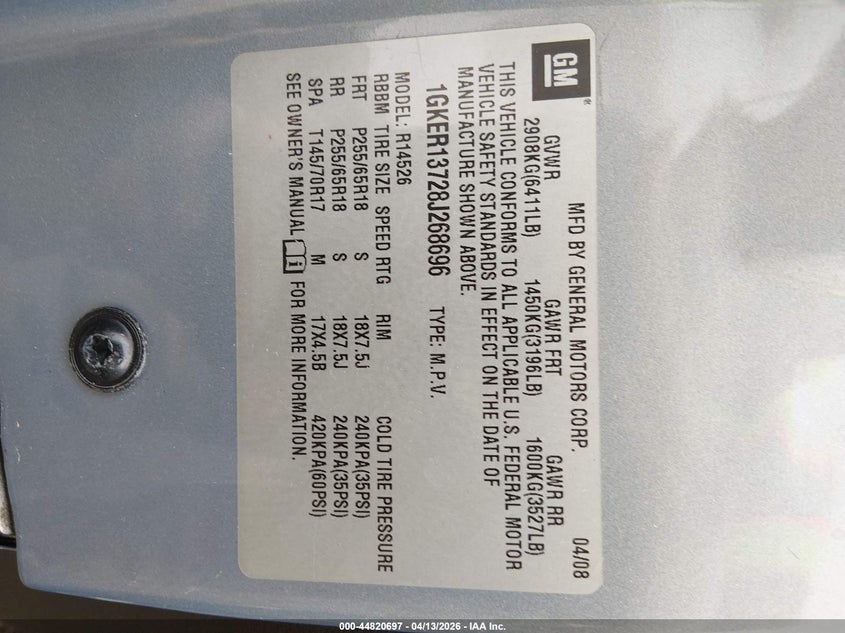 GM
®
MFD BY GENERAL MOTORS CORP. 04/08
GVWR GAWR FRT GAWR RR
2908KG(6411LB) 1450KG(3196LB) 1600KG(3527LB)
THIS VEHICLE CONFORMS TO ALL APPLICABLE U.S. FEDERAL MOTOR
VEHICLE SAFETY STANDARDS IN EFFECT ON THE DATE OF
MANUFACTURE SHOWN ABOVE.
1GKER13728J268696 TYPE: M.P.V.
MODEL: R14526
RBBM TIRE SIZE SPEED RTG RIM COLD TIRE PRESSURE
FRT P255/65R18 S 18X7.5J 240KPA(35PSI)
RR P255/65R18 S 18X7.5J 240KPA(35PSI)
SPA T145/70R17 M 17X4.5B 420KPA(60PSI)
SEE OWNER'S MANUAL i FOR MORE INFORMATION.
000-44820697 - 04/13/2026 - IAA Inc.